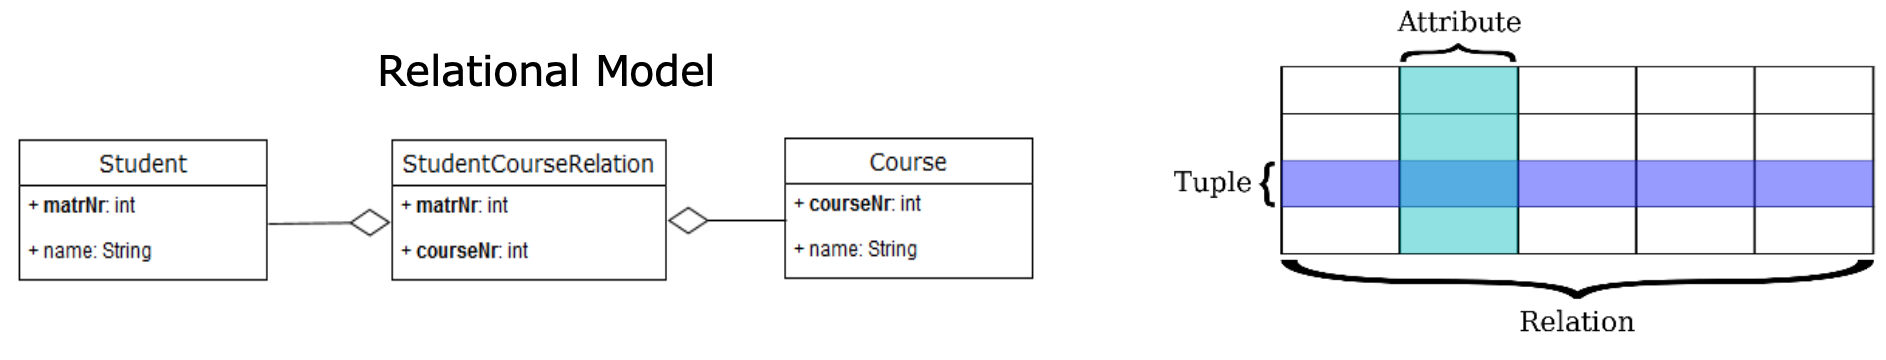 Relational Model
Student
+ matrNr: int
+ name: String
StudentCourseRelation
+ matrNr: int
+ courseNr: int
Course
+ courseNr: int
+ name: String
Attribute
Tuple
Relation